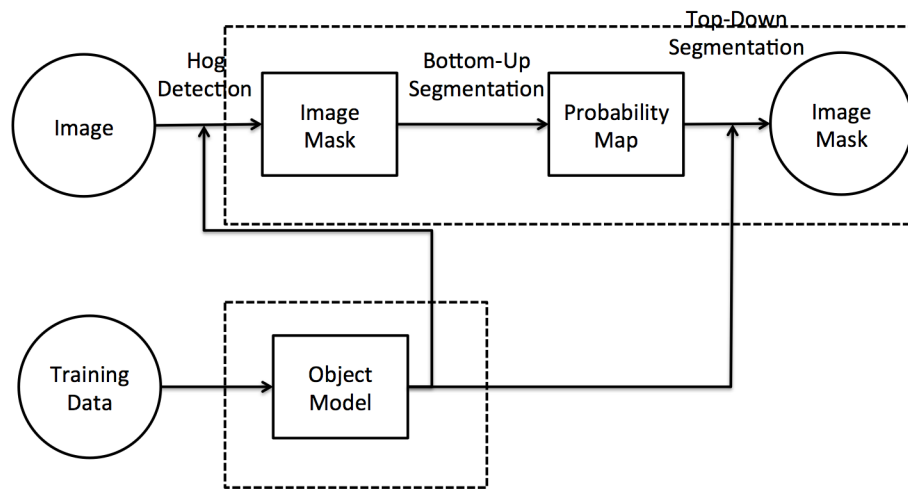 Top-Down
Segmentation
Hog
Detection
Bottom-Up
Segmentation
Image
Image
Mask
Probability
Map
Image
Mask
Training
Data
Object
Model